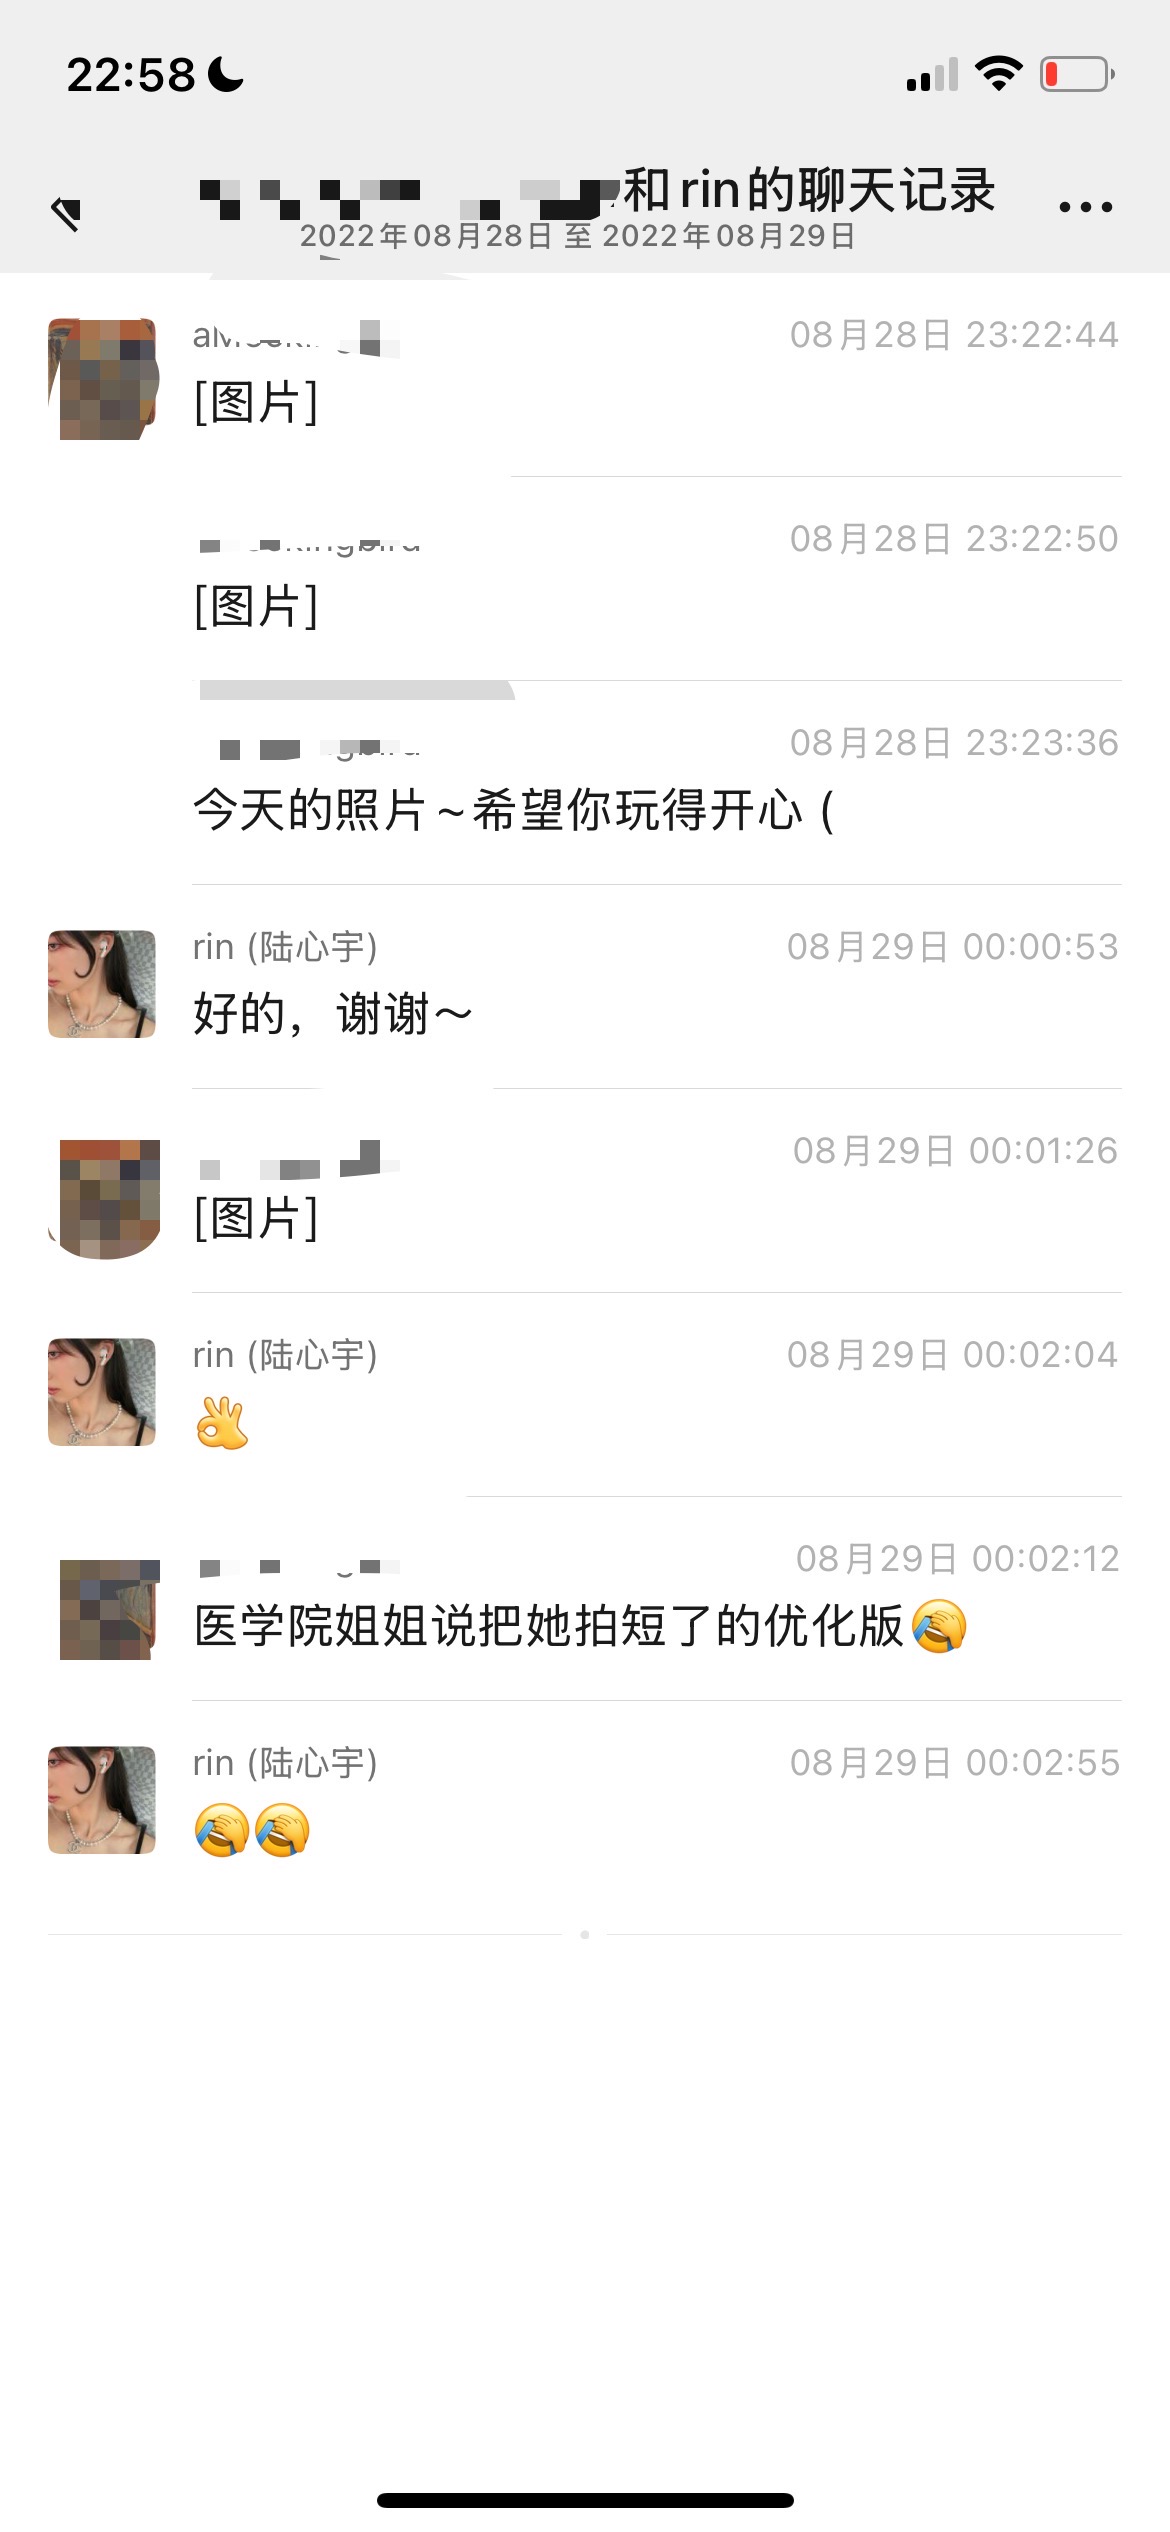 22:58
和rin的聊天记录
2022年08月28日 至 2022年08月29日
08月28日 23:22:44
[图片]
08月28日 23:22:50
[图片]
08月28日 23:23:36
今天的照片~希望你玩得开心 (
rin (陆心宇)
08月29日 00:00:53
好的，谢谢～
08月29日 00:01:26
[图片]
rin (陆心宇)
08月29日 00:02:04
👌
08月29日 00:02:12
医学院姐姐说把她拍短了的优化版
rin (陆心宇)
08月29日 00:02:55